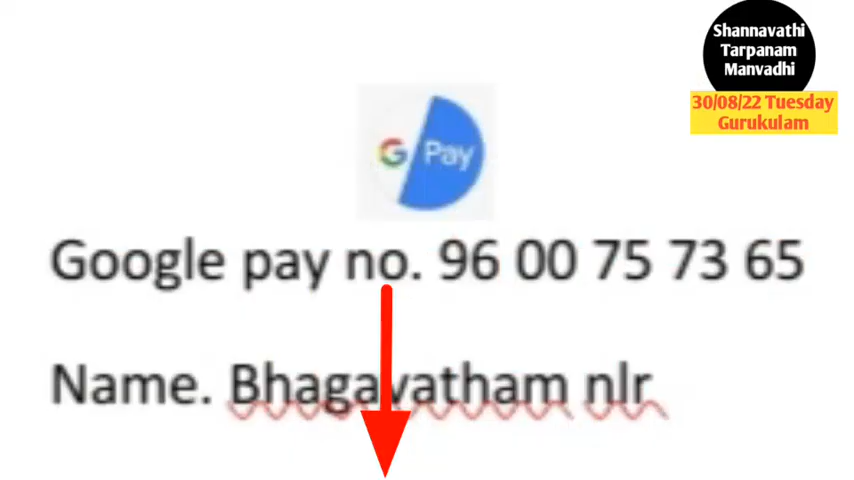 Shannavathi
Tarpanam
Manvadhi
30/08/22 Tuesday
Gurukulam
G Pay
Google pay no. 96 00 75 73 65
Name. Bhagavatham nlr